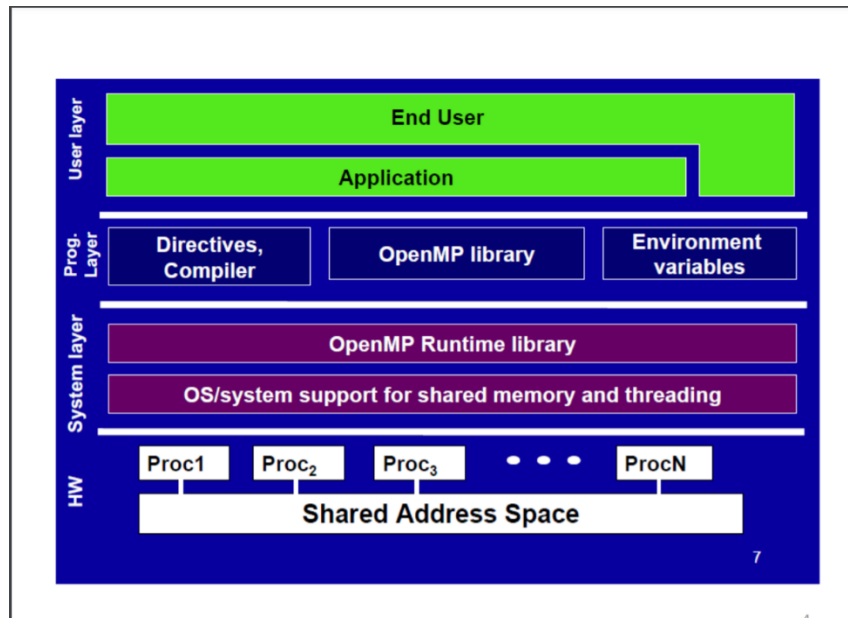 User layer
End User
Application
Prog.
Layer
Directives,
Compiler
OpenMP library
Environment
variables
System layer
OpenMP Runtime library
OS/system support for shared memory and threading
HW
Proc1
Proc₂
Proc₃
• • •
ProcN
Shared Address Space
7